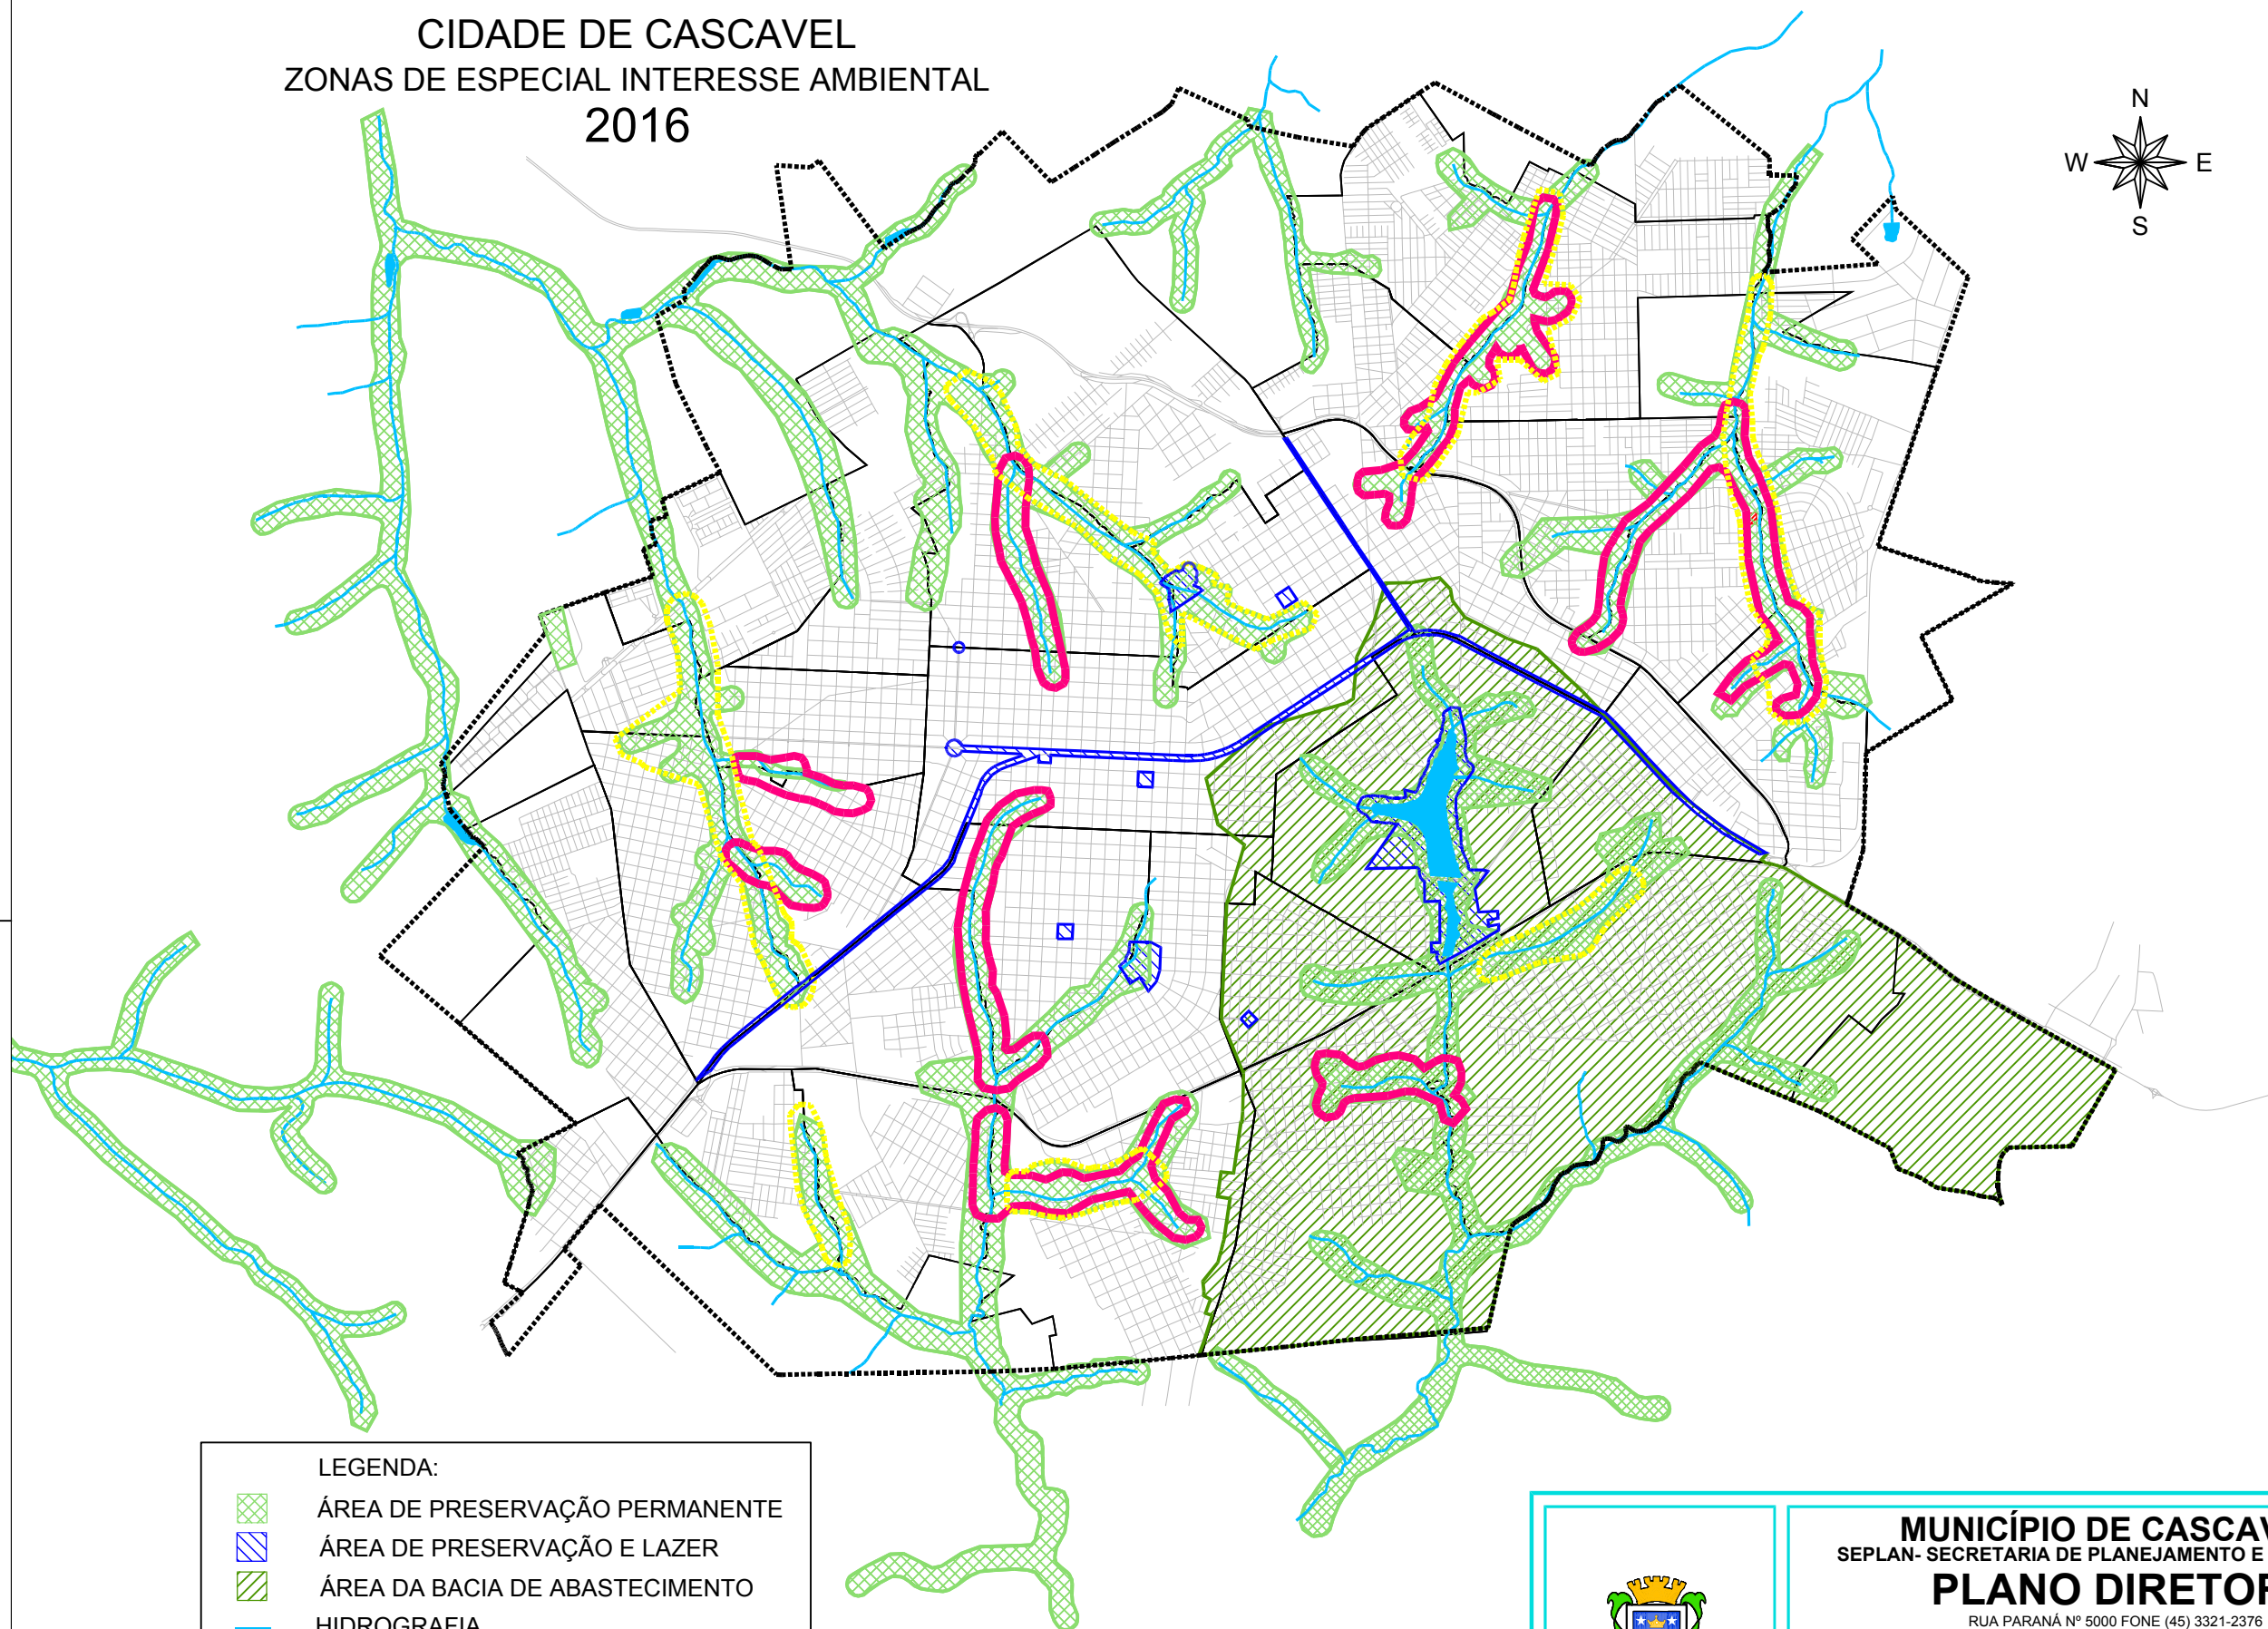 CIDADE DE CASCAVEL
ZONAS DE ESPECIAL INTERESSE AMBIENTAL
2016
N
W
E
S
LEGENDA:
ÁREA DE PRESERVAÇÃO PERMANENTE
ÁREA DE PRESERVAÇÃO E LAZER
ÁREA DA BACIA DE ABASTECIMENTO
HIDROGRAFIA
MUNICÍPIO DE CASCAV
SEPLAN- SECRETARIA DE PLANEJAMENTO E
PLANO DIRETOR
RUA PARANÁ Nº 5000 FONE (45) 3321-2376